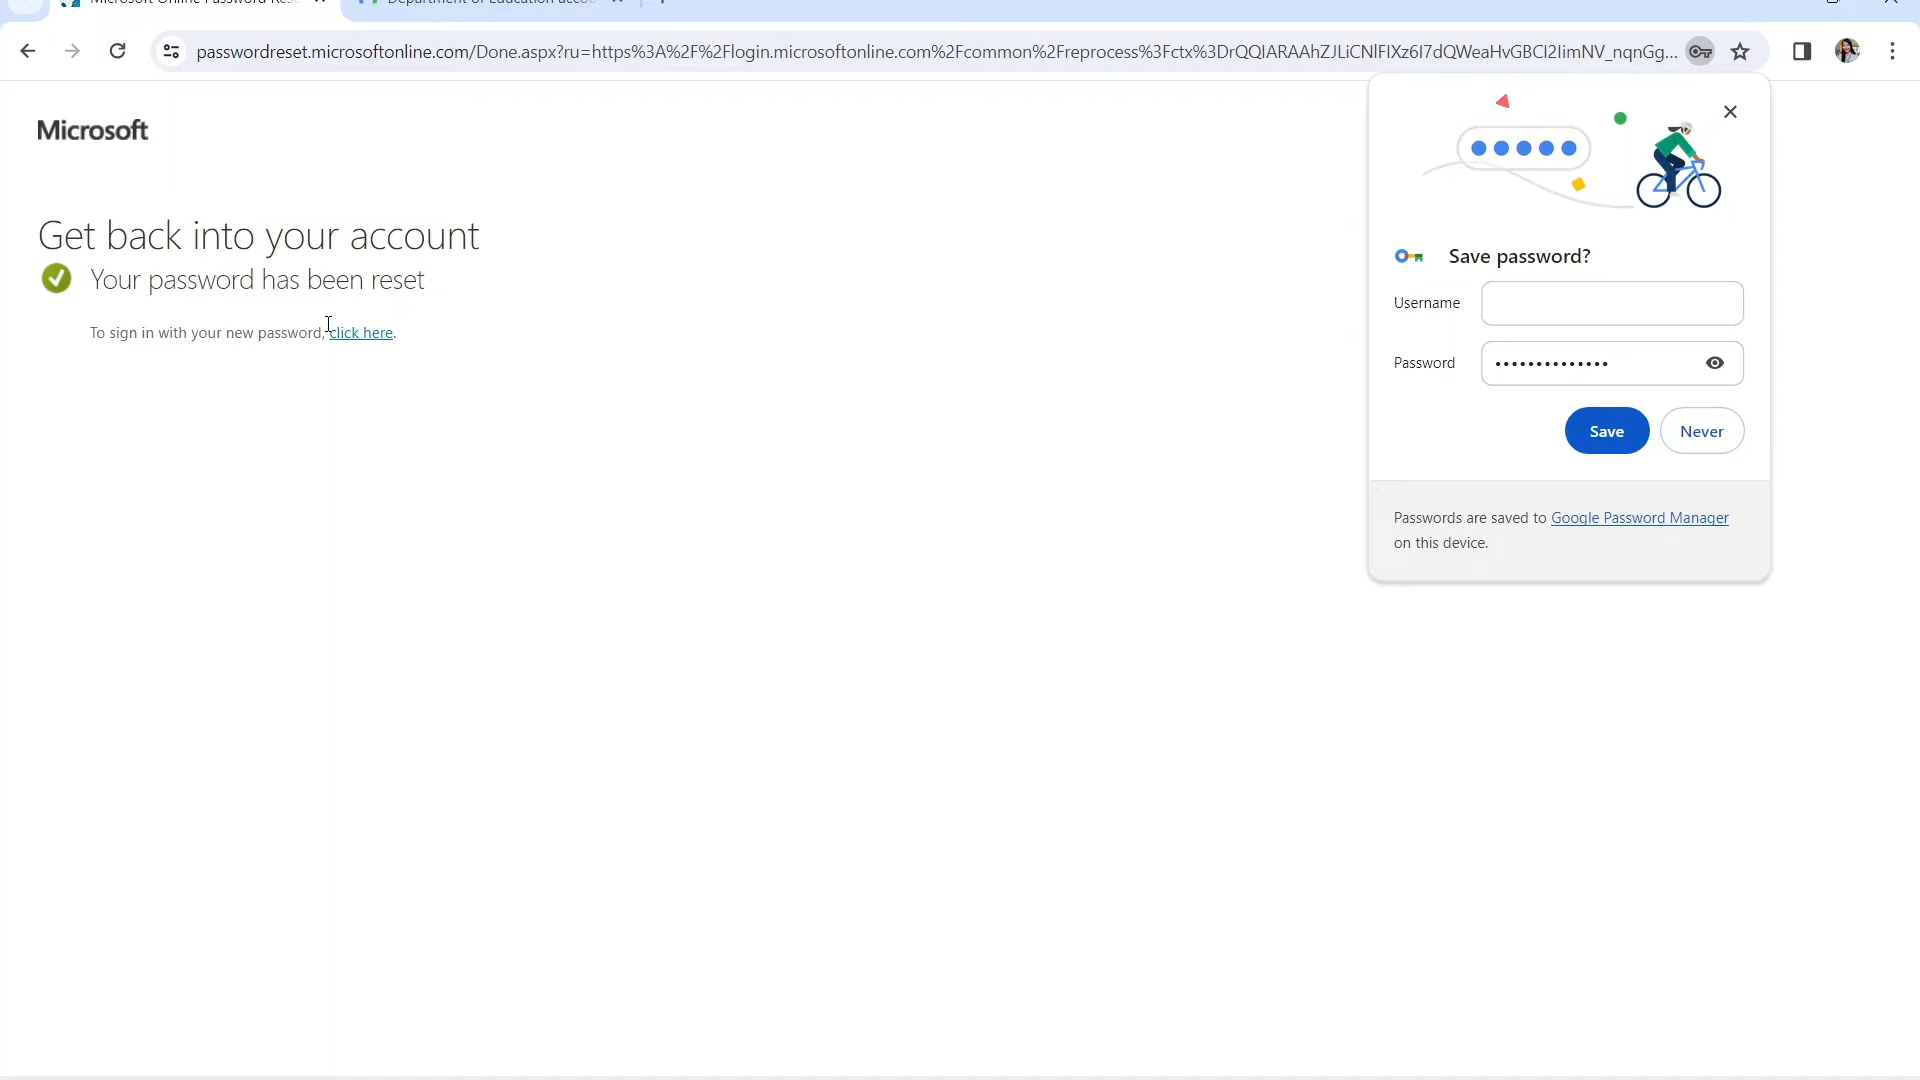 passwordreset.microsoftonline.com/Done.aspx?ru=https%3A%2F%2Flogin.microsoftonline.com%2Fcommon%2Freprocess%3Fctx%3DrQQIARAAhZJLiCNlFIXz6I7dQWeaHvGBCI2IimNV_nqnGg...
Microsoft
Get back into your account
Your password has been reset
To sign in with your new password, click here.
Save password?
Username
Password
Save
Never
Passwords are saved to Google Password Manager
on this device.